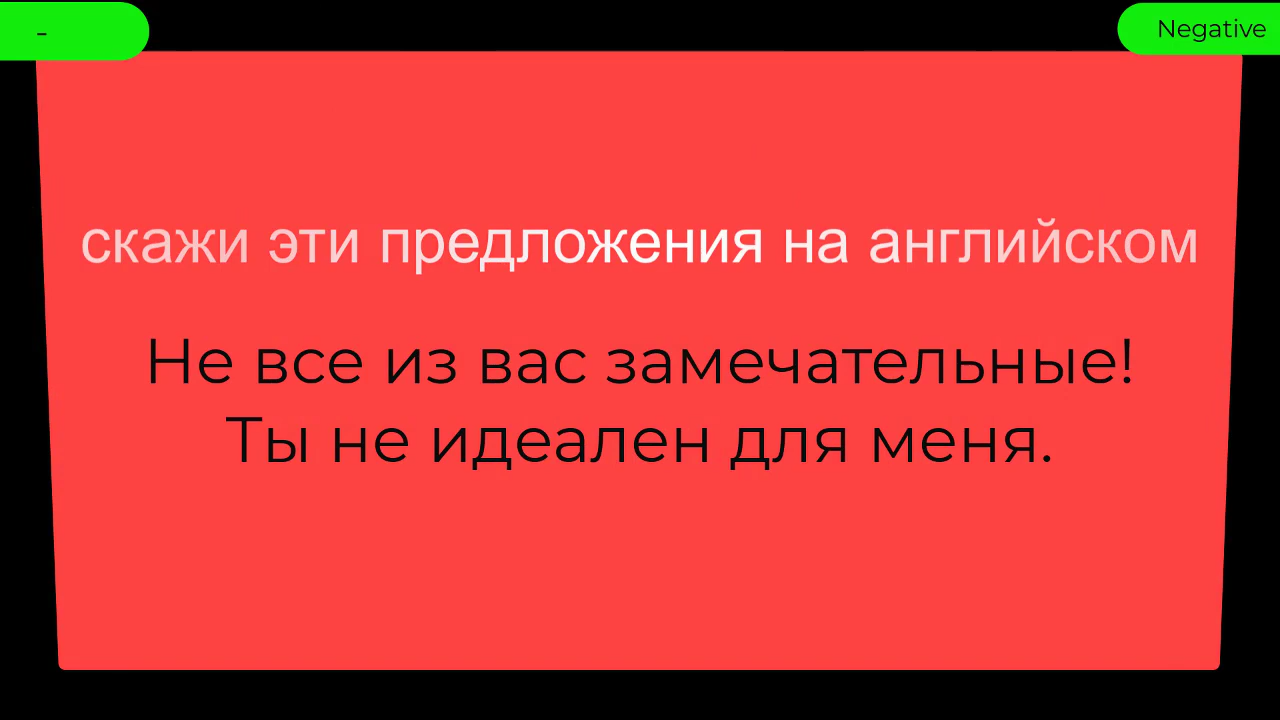 -
Negative
скажи эти предложения на английском
Не все из вас замечательные!
Ты не идеален для меня.